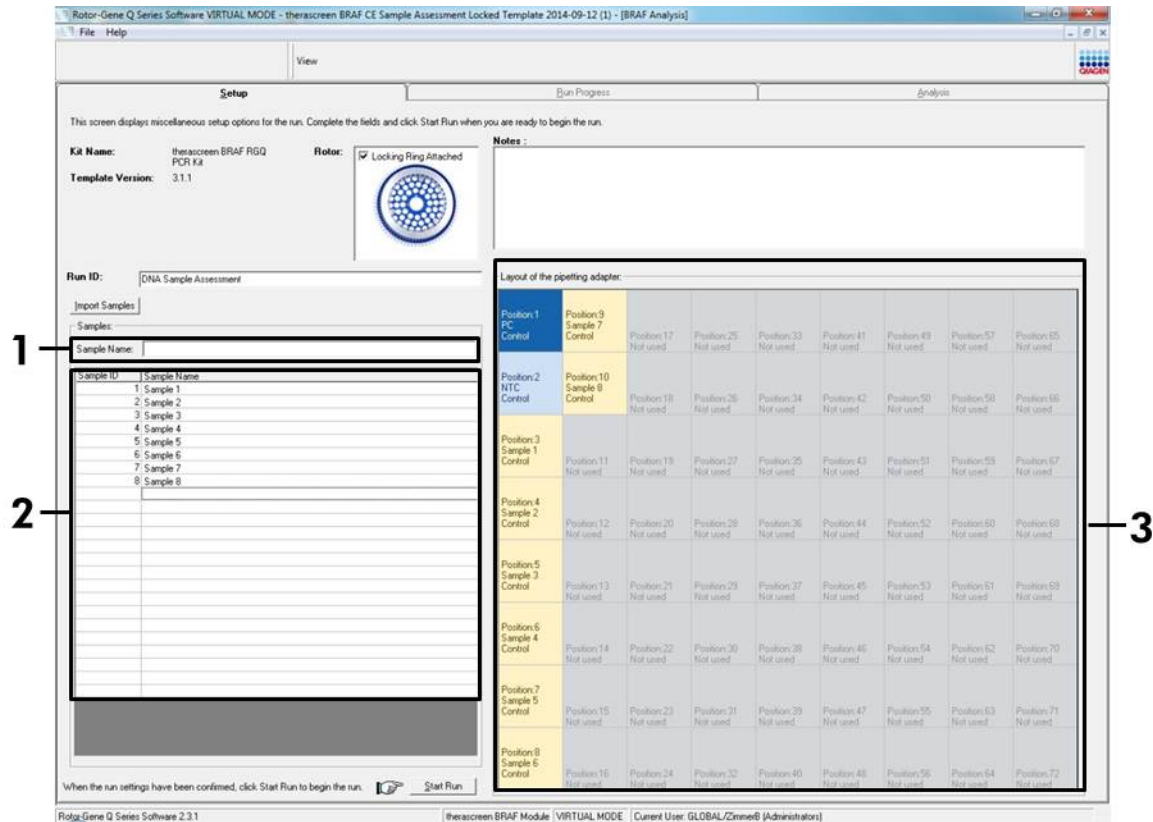 Rotor-Gene Q Series Software VIRTUAL MODE - therascreen BRAF CE Sample Assessment Locked Template 2014-09-12 (1) - [BRAF Analysis]
File Help
View
QIAGEN
Setup
Run Progress
Analysis
This screen displays miscellaneous setup options for the run. Complete the fields and click Start Run when you are ready to begin the run.
Kit Name: therascreen BRAF RGQ
PCR Kit
Template Version: 3.1.1
Rotor:
Locking Ring Attached
Notes :
Run ID: DNA Sample Assessment
Import Samples
Samples:
1
Sample Name:
2
Sample ID Sample Name
1 Sample 1
2 Sample 2
3 Sample 3
4 Sample 4
5 Sample 5
6 Sample 6
7 Sample 7
8 Sample 8
When the run settings have been confirmed, click Start Run to begin the run.
Start Run
Layout of the pipetting adapter:
3
Position:1 Position:9
PC Sample 7
Control Control
Position:17 Position:25 Position:33 Position:41 Position:49 Position:57 Position:65
Not used Not used Not used Not used Not used Not used Not used
Position:2 Position:10
NTC Sample 8
Control Control
Position:18 Position:26 Position:34 Position:42 Position:50 Position:58 Position:66
Not used Not used Not used Not used Not used Not used Not used
Position:3
Sample 1
Control
Position:11 Position:19 Position:27 Position:35 Position:43 Position:51 Position:59 Position:67
Not used Not used Not used Not used Not used Not used Not used Not used
Position:4
Sample 2
Control
Position:12 Position:20 Position:28 Position:36 Position:44 Position:52 Position:60 Position:68
Not used Not used Not used Not used Not used Not used Not used Not used
Position:5
Sample 3
Control
Position:13 Position:21 Position:29 Position:37 Position:45 Position:53 Position:61 Position:69
Not used Not used Not used Not used Not used Not used Not used Not used
Position:6
Sample 4
Control
Position:14 Position:22 Position:30 Position:38 Position:46 Position:54 Position:62 Position:70
Not used Not used Not used Not used Not used Not used Not used Not used
Position:7
Sample 5
Control
Position:15 Position:23 Position:31 Position:39 Position:47 Position:55 Position:63 Position:71
Not used Not used Not used Not used Not used Not used Not used Not used
Position:8
Sample 6
Control
Position:16 Position:24 Position:32 Position:40 Position:48 Position:56 Position:64 Position:72
Not used Not used Not used Not used Not used Not used Not used Not used
Rotor-Gene Q Series Software 2.3.1
therascreen BRAF Module VIRTUAL MODE Current User: GLOBAL/ZimmerB (Administrators)